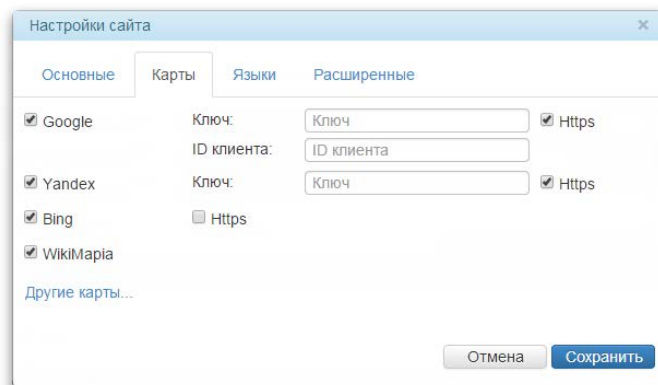 Настройки сайта ×
Основные Карты Языки Расширенные
Google Ключ: Ключ Https
ID клиента: ID клиента
Yandex Ключ: Ключ Https
Bing Https
WikiMapia
Другие карты...
Отмена Сохранить